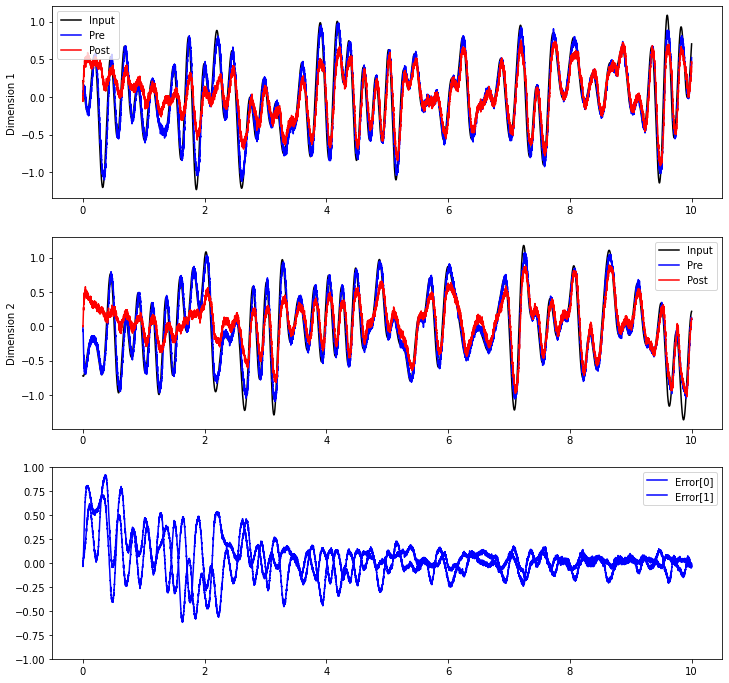 1.0
0.5
0.0
−0.5
−1.0
Dimension 1
Input
Pre
Post
0 2 4 6 8 10
1.0
0.5
0.0
−0.5
−1.0
Dimension 2
Input
Pre
Post
0 2 4 6 8 10
1.00
0.75
0.50
0.25
0.00
−0.25
−0.50
−0.75
−1.00
Error[0]
Error[1]
0 2 4 6 8 10